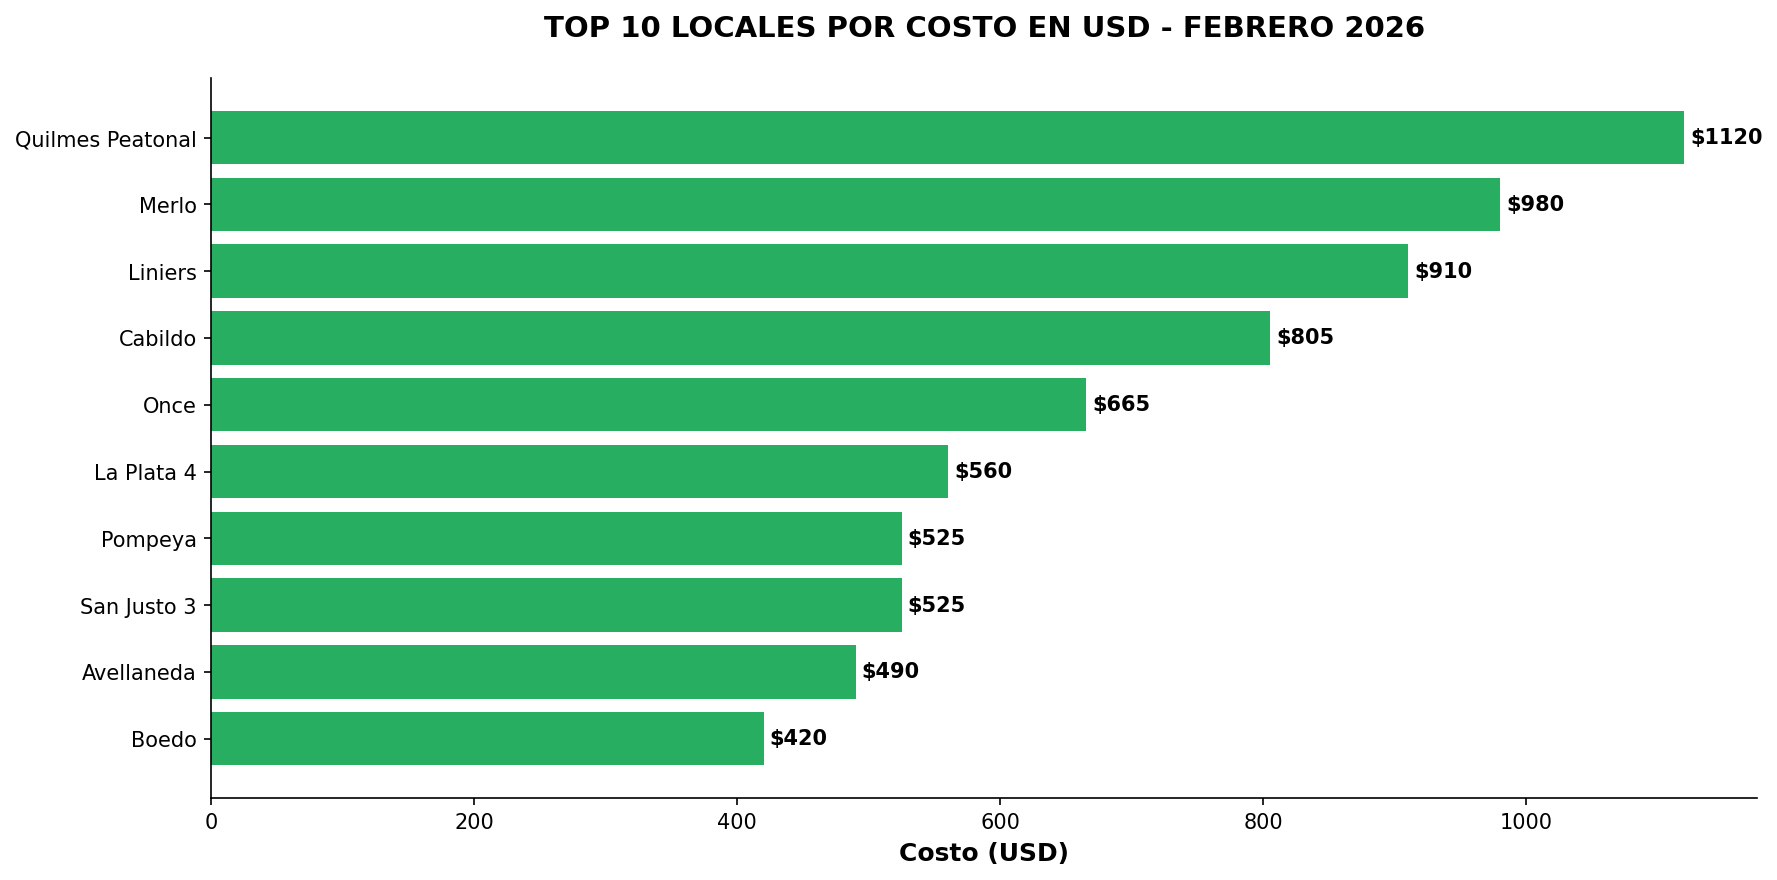 TOP 10 LOCALES POR COSTO EN USD - FEBRERO 2026
Quilmes Peatonal $1120
Merlo $980
Liniers $910
Cabildo $805
Once $665
La Plata 4 $560
Pompeya $525
San Justo 3 $525
Avellaneda $490
Boedo $420
0 200 400 600 800 1000
Costo (USD)